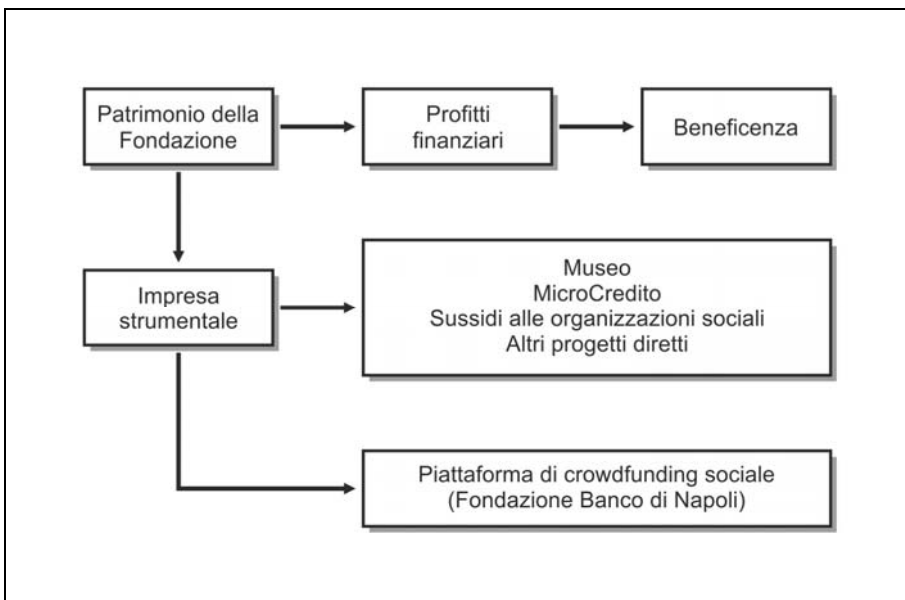 Patrimonio della
Fondazione
Profitti
finanziari
Beneficenza
Impresa
strumentale
Museo
MicroCredito
Sussidi alle organizzazioni sociali
Altri progetti diretti
Piattaforma di crowdfunding sociale
(Fondazione Banco di Napoli)